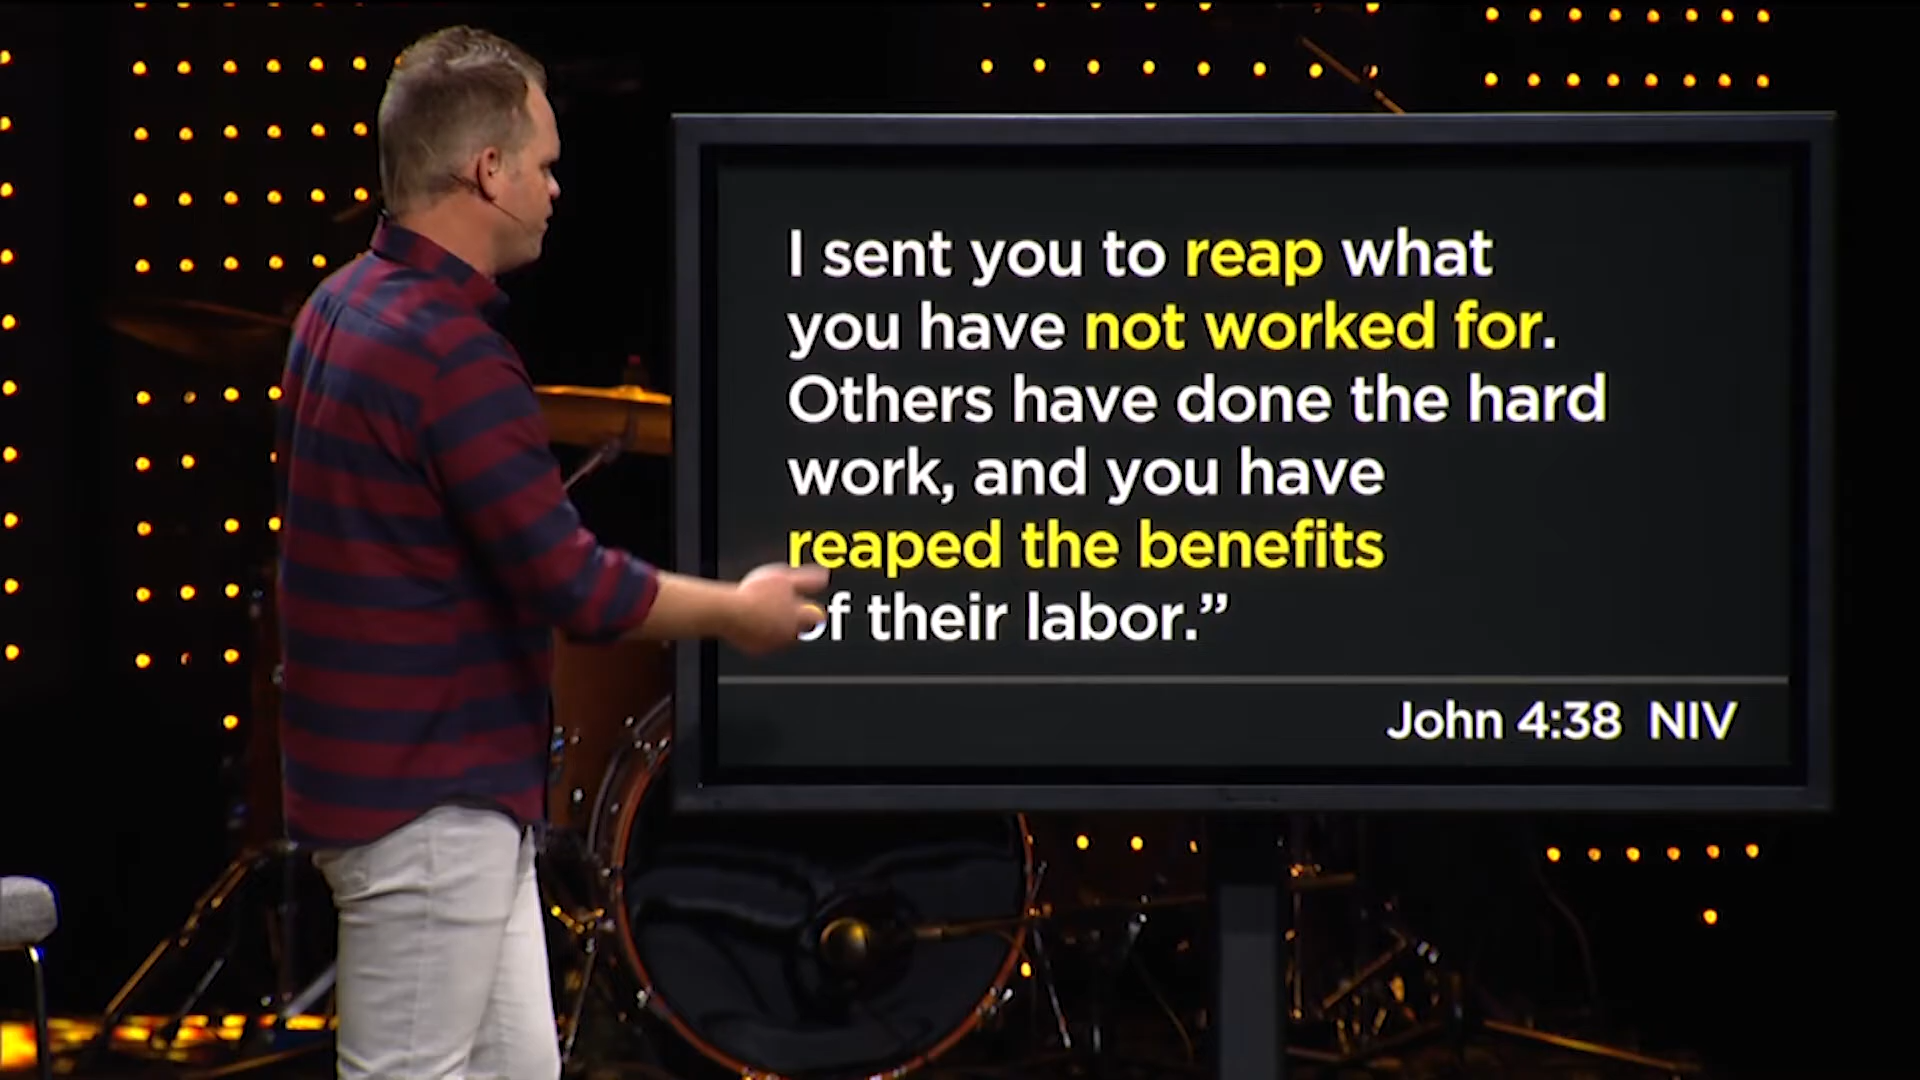 I sent you to reap what
you have not worked for.
Others have done the hard
work, and you have
reaped the benefits
of their labor.”
John 4:38 NIV